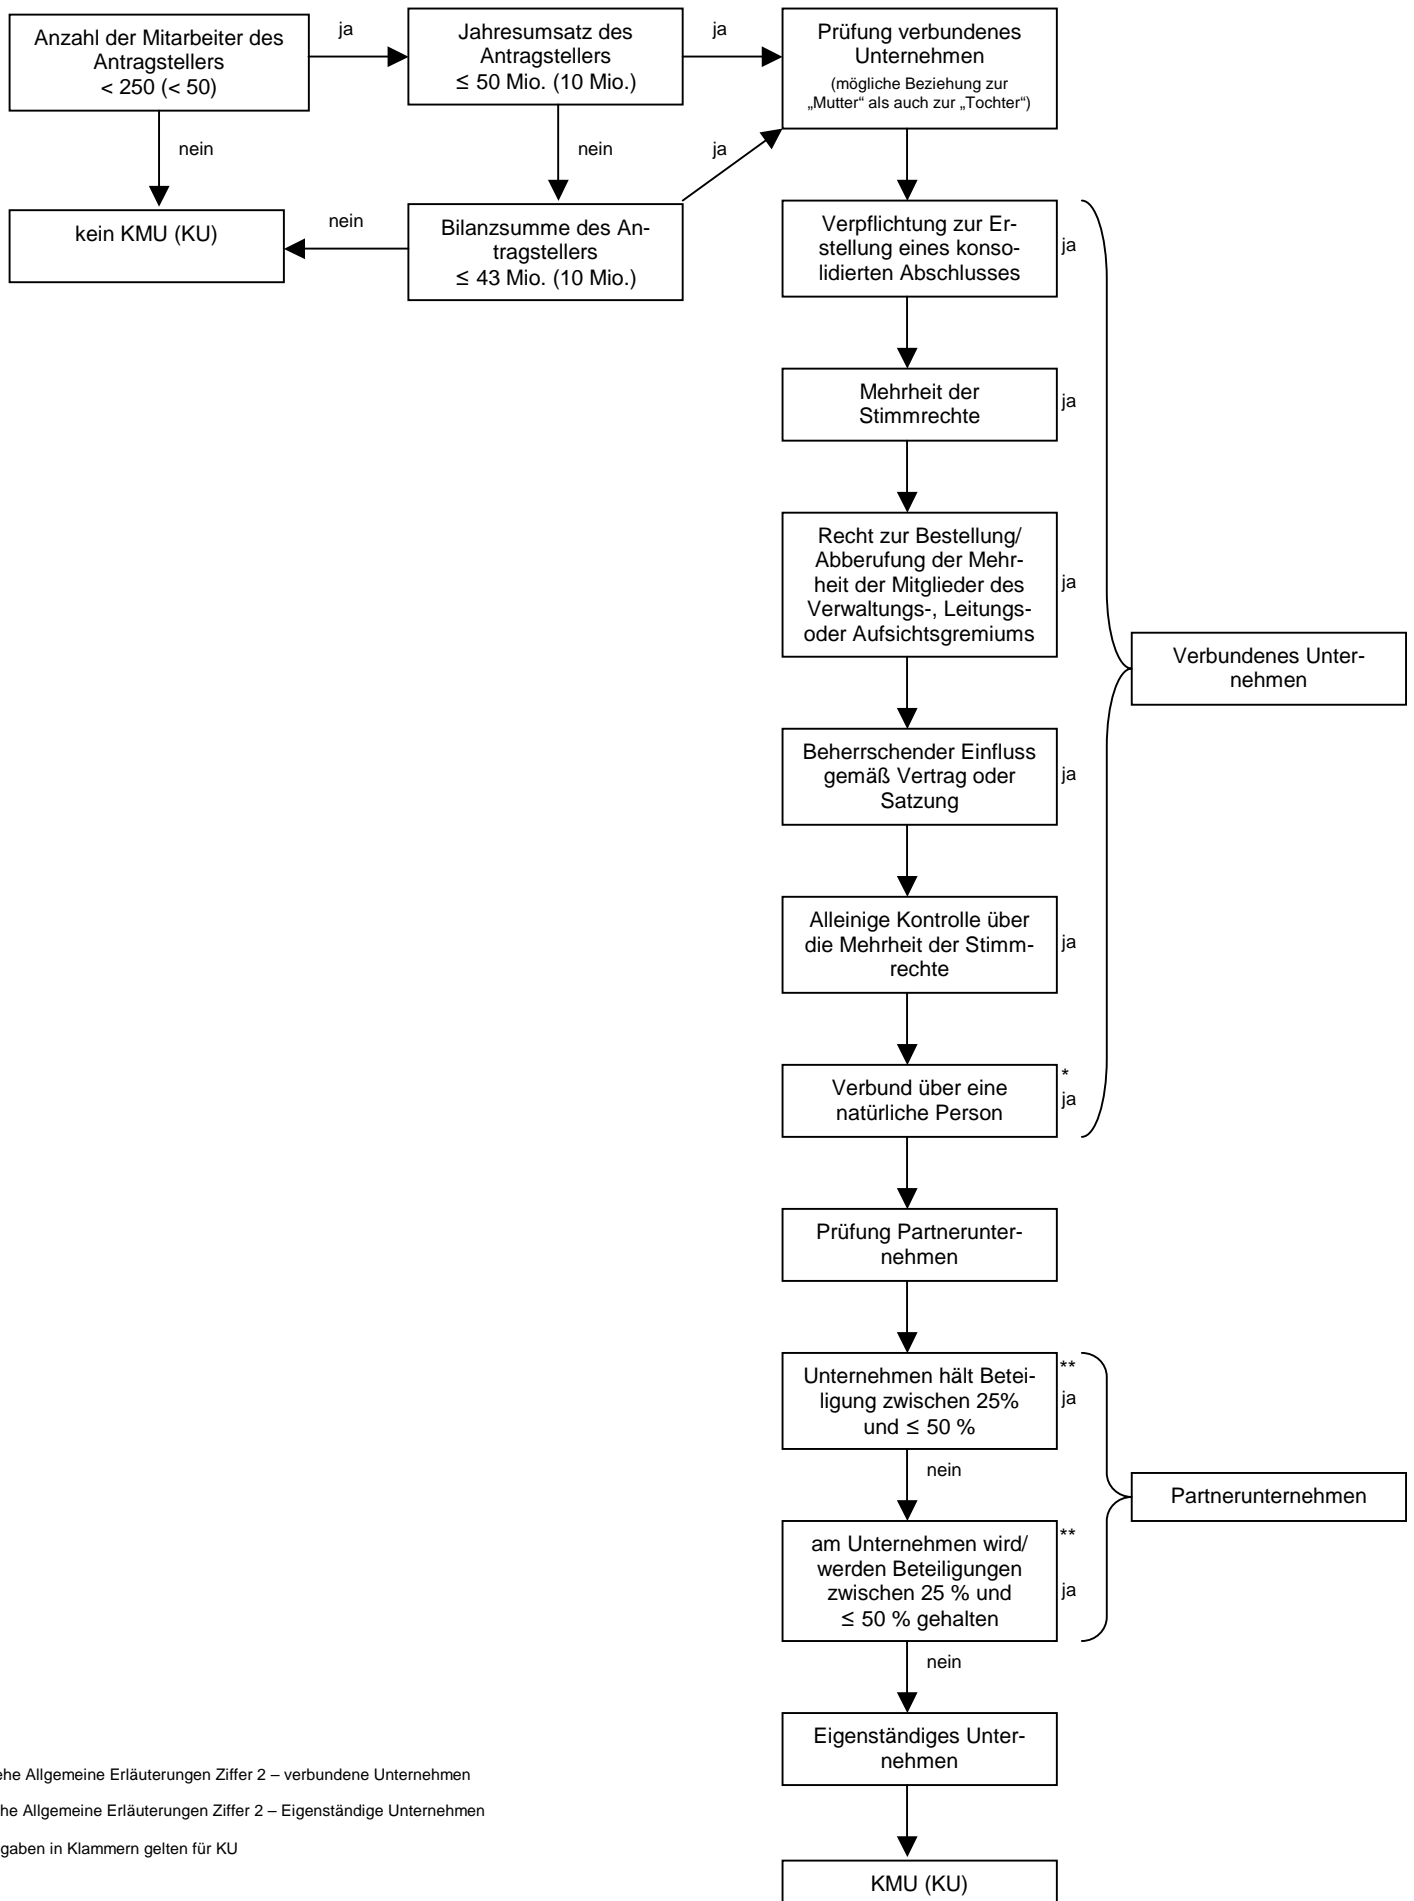 Anzahl der Mitarbeiter des
Antragstellers
< 250 (< 50)
ja
Jahresumsatz des
Antragstellers
≤ 50 Mio. (10 Mio.)
ja
Prüfung verbundenes
Unternehmen
(mögliche Beziehung zur
„Mutter“ als auch zur „Tochter“)
nein
nein
ja
kein KMU (KU)
nein
Bilanzsumme des An-
tragstellers
≤ 43 Mio. (10 Mio.)
Verpflichtung zur Er-
stellung eines konso-
lidierten Abschlusses
ja
Mehrheit der
Stimmrechte
ja
Recht zur Bestellung/
Abberufung der Mehr-
heit der Mitglieder des
Verwaltungs-, Leitungs-
oder Aufsichtsgremiums
ja
Verbundenes Unter-
nehmen
Beherrschender Einfluss
gemäß Vertrag oder
Satzung
ja
Alleinige Kontrolle über
die Mehrheit der Stimm-
rechte
ja
Verbund über eine
natürliche Person
*
ja
Prüfung Partnerunter-
nehmen
Unternehmen hält Betei-
ligung zwischen 25%
und ≤ 50 %
**
ja
nein
Partnerunternehmen
am Unternehmen wird/
werden Beteiligungen
zwischen 25 % und
≤ 50 % gehalten
**
ja
nein
Eigenständiges Unter-
nehmen
Allgemeine Erläuterungen Ziffer 2 – verbundene Unternehmen
Allgemeine Erläuterungen Ziffer 2 – Eigenständige Unternehmen
in Klammern gelten für KU
KMU (KU)